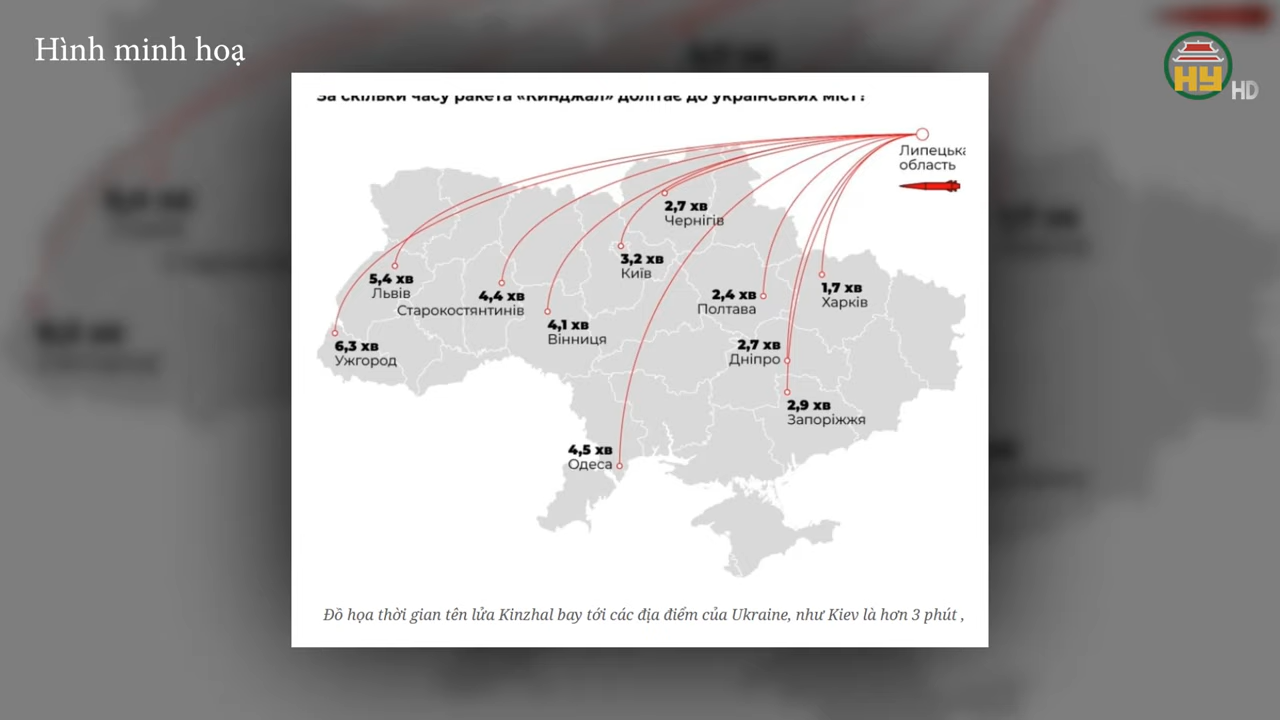 Hình minh hoạ
НУ
HD
За скільки часу ракета «Кинджал» долітає до українських міст?
Липецька
область
2,7 хв
Чернігів
3,2 хв
Київ
5,4 хв
Львів
4,4 хв
Старокостянтинів
4,1 хв
Вінниця
2,4 хв
Полтава
1,7 хв
Харків
6,3 хв
Ужгород
2,7 хв
Дніпро
2,9 хв
Запоріжжя
4,5 хв
Одеса
Đồ họa thời gian tên lửa Kinzhal bay tới các địa điểm của Ukraine, như Kiev là hơn 3 phút ,